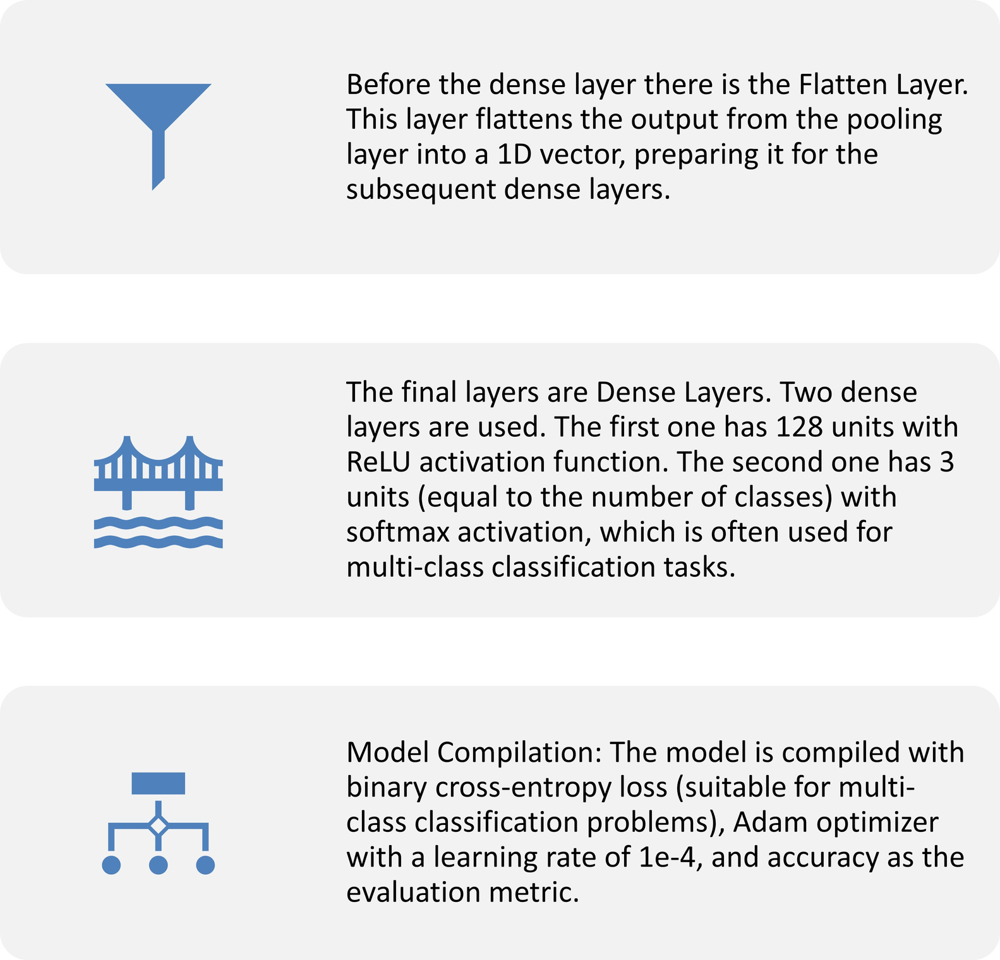 Before the dense layer there is the Flatten Layer.
This layer flattens the output from the pooling
layer into a 1D vector, preparing it for the
subsequent dense layers.
The final layers are Dense Layers. Two dense
layers are used. The first one has 128 units with
ReLU activation function. The second one has 3
units (equal to the number of classes) with
softmax activation, which is often used for
multi-class classification tasks.
Model Compilation: The model is compiled with
binary cross-entropy loss (suitable for multi-
class classification problems), Adam optimizer
with a learning rate of 1e-4, and accuracy as the
evaluation metric.